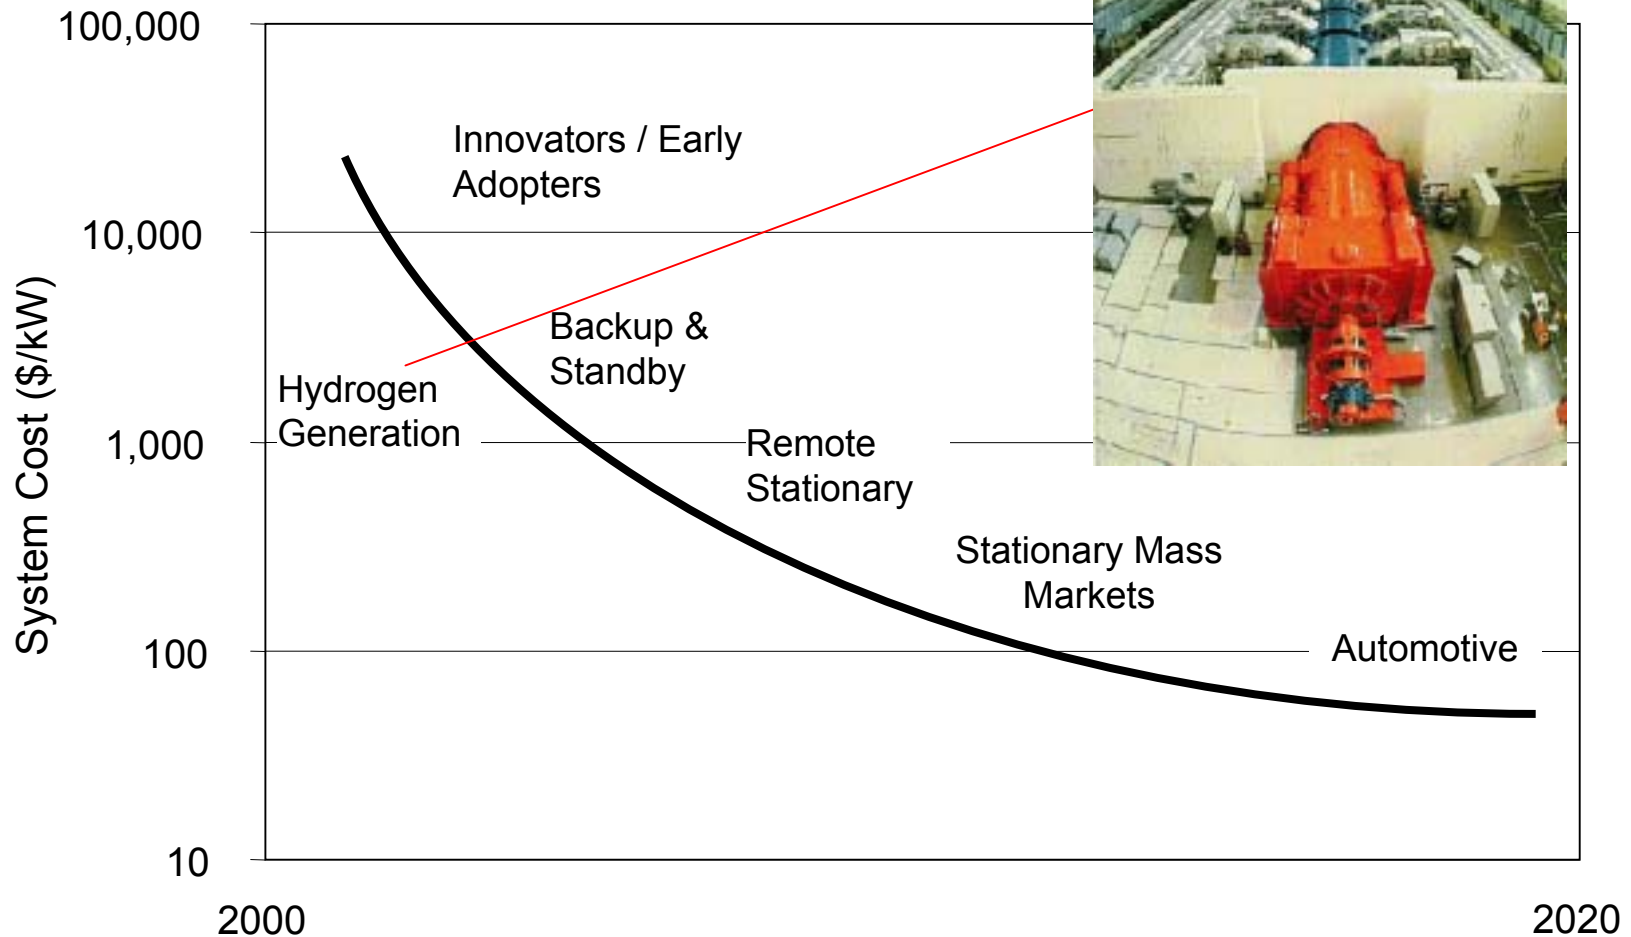 100,000
Innovators / Early
Adopters
10,000
System Cost ($/kW)
Backup &
Standby
Hydrogen
Generation
1,000
Remote
Stationary
Stationary Mass
Markets
100
Automotive
10
2000
2020